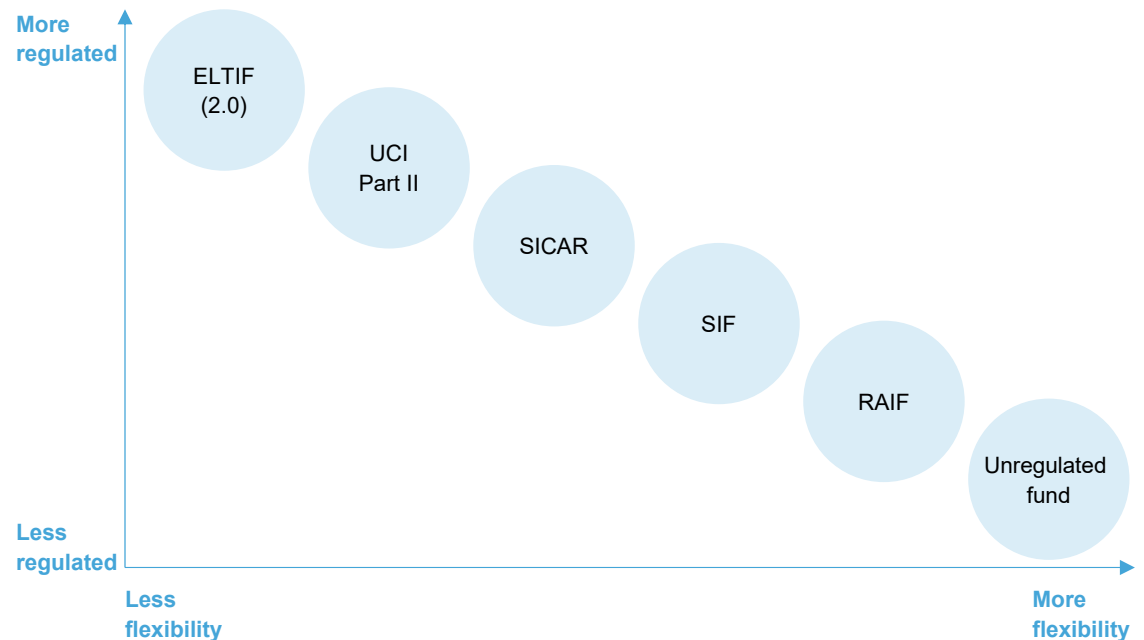 More
regulated
ELTIF
(2.0)
UCI
Part II
SICAR
SIF
RAIF
Unregulated
fund
Less
regulated
Less
flexibility
More
flexibility